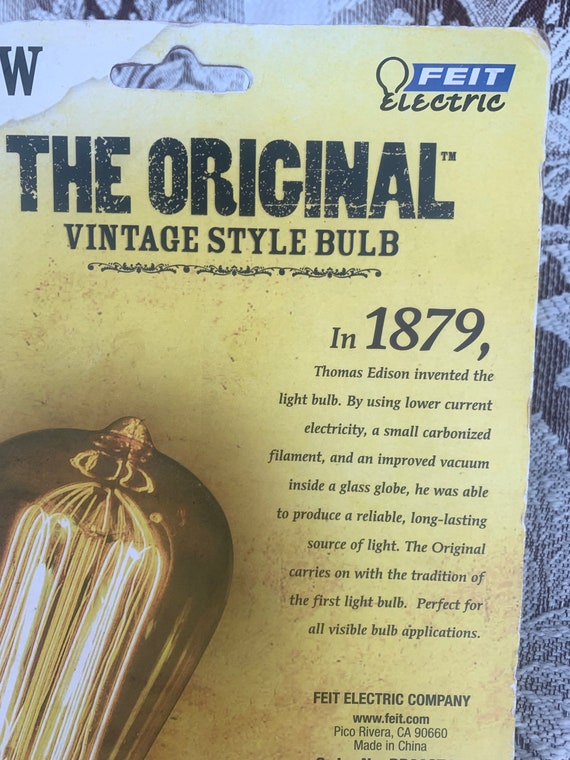 W
FEIT
Electric
THE ORIGINAL™
VINTAGE STYLE BULB
In 1879,
Thomas Edison invented the
light bulb. By using lower current
electricity, a small carbonized
filament, and an improved vacuum
inside a glass globe, he was able
to produce a reliable, long-lasting
source of light. The Original
carries on with the tradition of
the first light bulb. Perfect for
all visible bulb applications.
FEIT ELECTRIC COMPANY
www.feit.com
Pico Rivera, CA 90660
Made in China